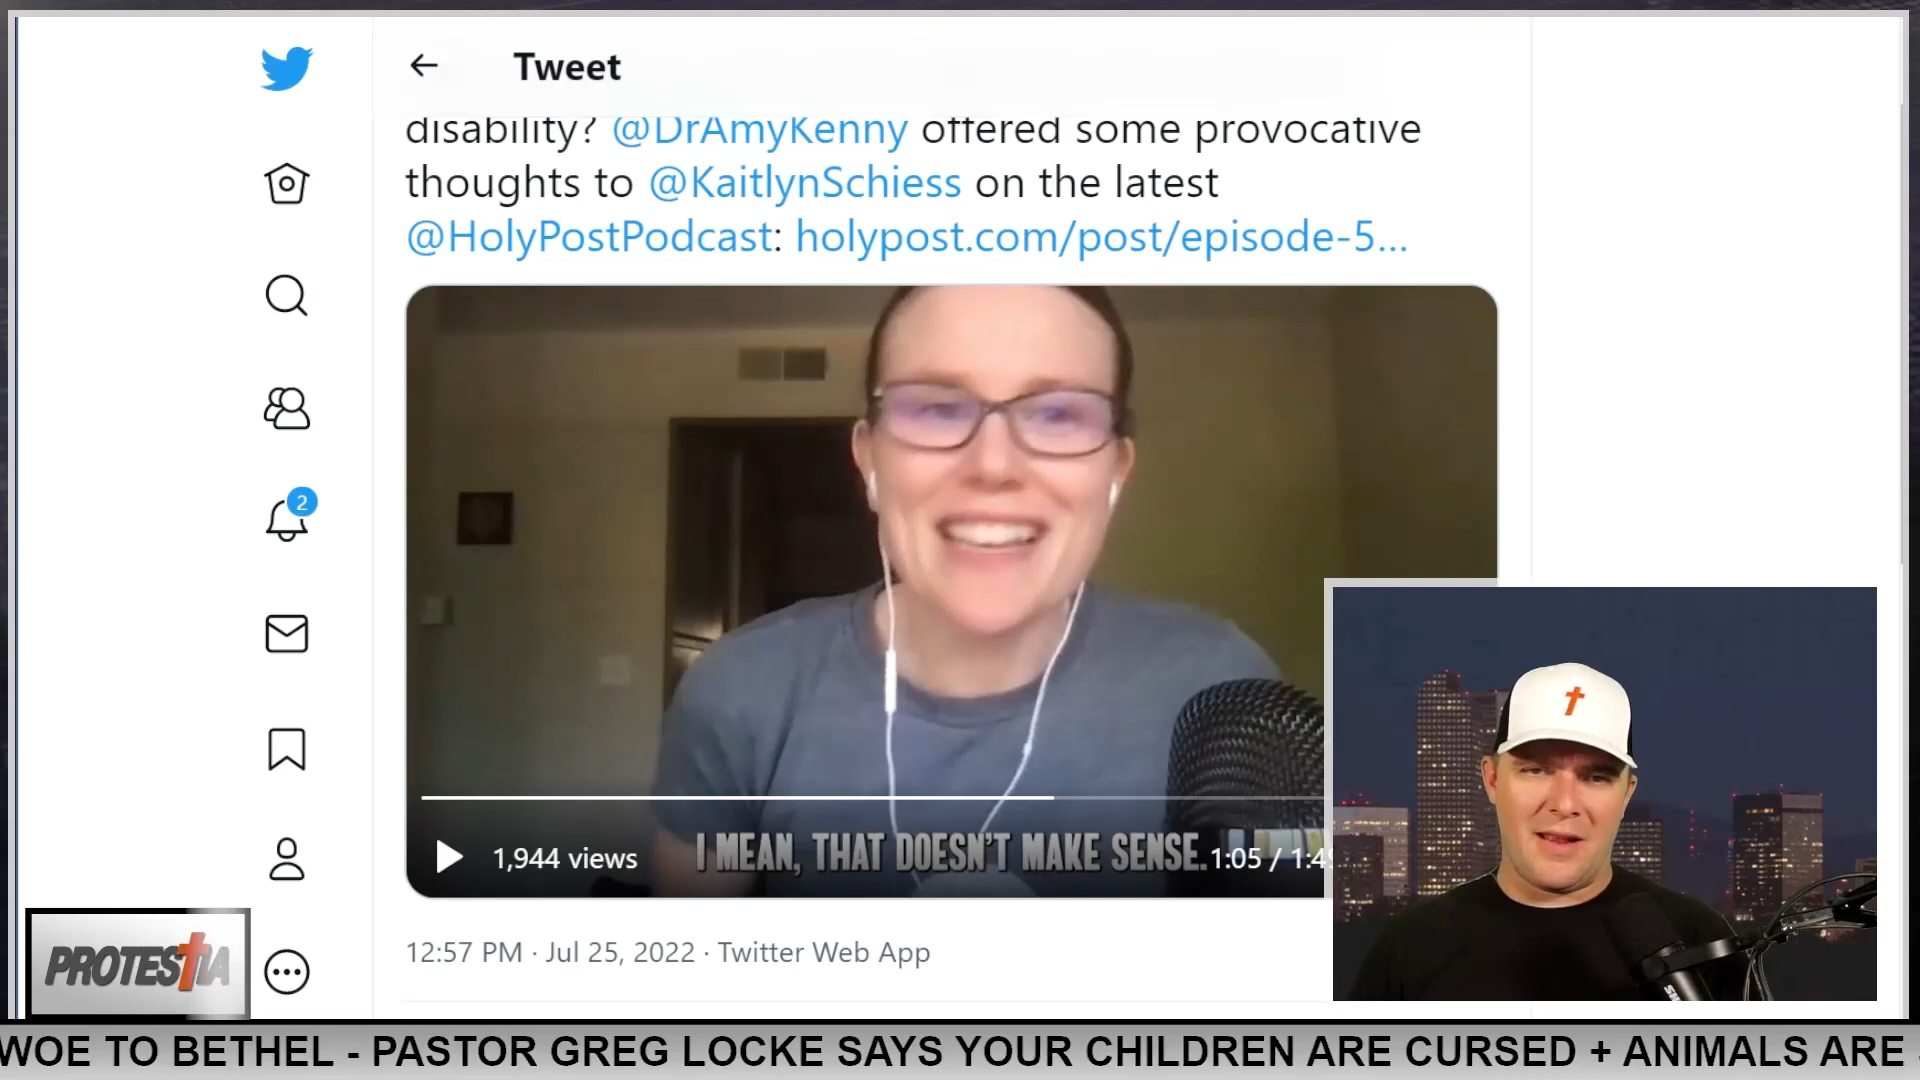 Tweet
disability? @DrAmyKenny offered some provocative
thoughts to @KaitlynSchiess on the latest
@HolyPostPodcast: holypost.com/post/episode-5...
2
I MEAN, THAT DOESN'T MAKE SENSE.
1,944 views
1:05 / 1:49
12:57 PM · Jul 25, 2022 · Twitter Web App
PROTESTIA
WOE TO BETHEL - PASTOR GREG LOCKE SAYS YOUR CHILDREN ARE CURSED + ANIMALS ARE